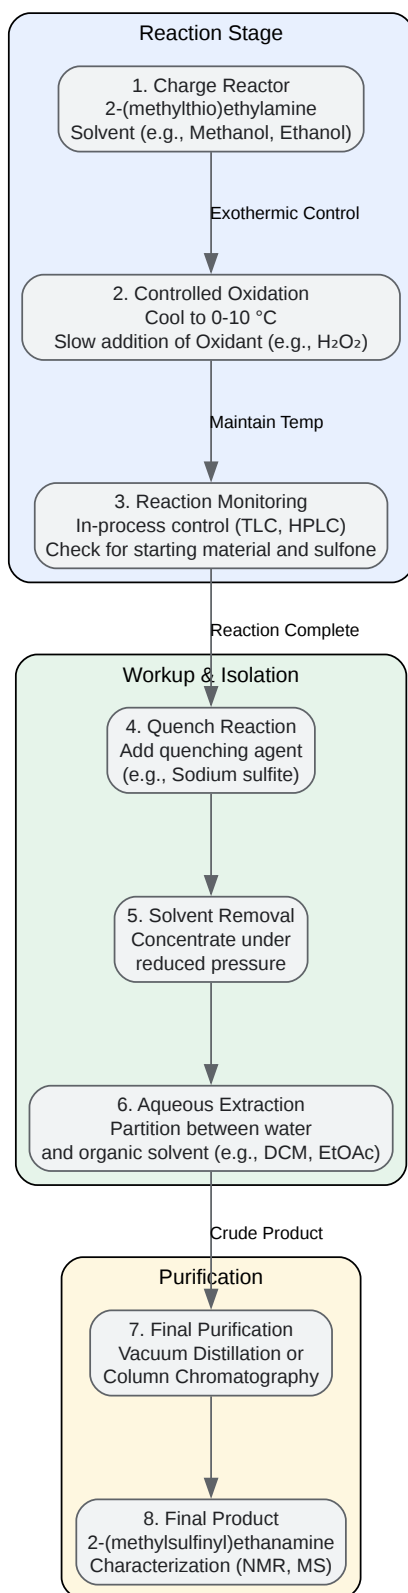 Reaction Stage
1. Charge Reactor
2-(methylthio)ethylamine
Solvent (e.g., Methanol, Ethanol)
Exothermic Control
2. Controlled Oxidation
Cool to 0-10 °C
Slow addition of Oxidant (e.g., H₂O₂)
Maintain Temp
3. Reaction Monitoring
In-process control (TLC, HPLC)
Check for starting material and sulfone
Reaction Complete
Workup & Isolation
4. Quench Reaction
Add quenching agent
(e.g., Sodium sulfite)
5. Solvent Removal
Concentrate under
reduced pressure
6. Aqueous Extraction
Partition between water
and organic solvent (e.g., DCM, EtOAc)
Crude Product
Purification
7. Final Purification
Vacuum Distillation or
Column Chromatography
8. Final Product
2-(methylsulfinyl)ethanamine
Characterization (NMR, MS)